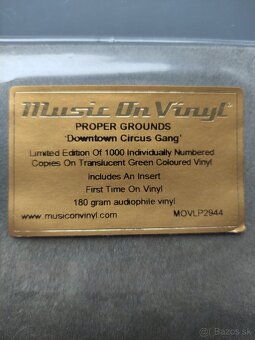 Music On Vinyl
PROPER GROUNDS
'Downtown Circus Gang'
Limited Edition Of 1000 Individually Numbered
Copies On Translucent Green Coloured Vinyl
includes An Insert
First Time On Vinyl
180 gram audiophile vinyl
www.musiconvinyl.com MOVLP2944
bazos.sk